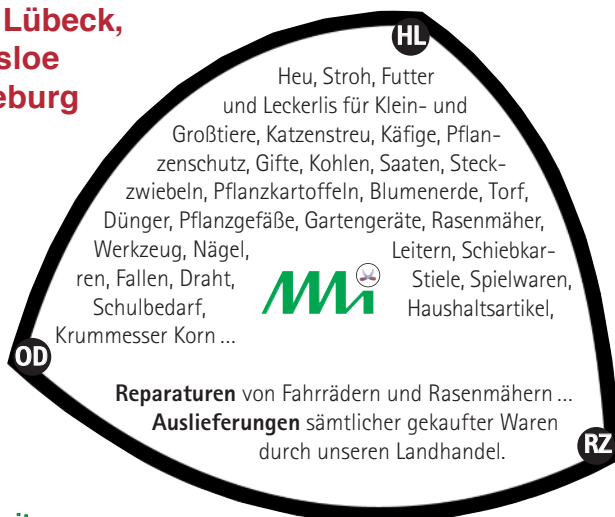 Lübeck,
sloe
eburg
HL
Heu, Stroh, Futter
und Leckerlis für Klein- und
Großtiere, Katzenstreu, Käfige, Pflan-
zenschutz, Gifte, Kohlen, Saaten, Steck-
zwiebeln, Pflanzkartoffeln, Blumenerde, Torf,
Dünger, Pflanzgefäße, Gartengeräte, Rasenmäher,
Werkzeug, Nägel, Leitern, Schiebkar-
ren, Fallen, Draht, Stiele, Spielwaren,
Schulbedarf, Haushaltsartikel,
Krummesser Korn ...
OD
Reparaturen von Fahrrädern und Rasenmähern ...
Auslieferungen sämtlicher gekaufter Waren
durch unseren Landhandel.
RZ